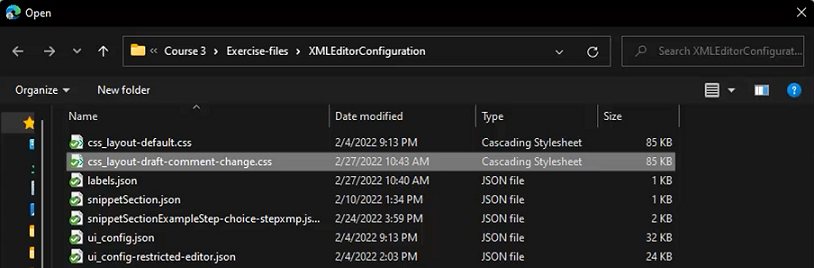 Open
« Course 3 > Exercise-files > XMLEditorConfiguration
Search XMLEditorConfigurat...
Organize New folder
Name Date modified Type Size
css_layout-default.css 2/4/2022 9:13 PM Cascading Stylesheet 85 KB
css_layout-draft-comment-change.css 2/27/2022 10:43 AM Cascading Stylesheet 85 KB
labels.json 2/27/2022 10:40 AM JSON file 1 KB
snippetSection.json 2/10/2022 1:34 PM JSON file 1 KB
snippetSectionExampleStep-choice-stepxmp.js... 2/24/2022 3:59 PM JSON file 2 KB
ui_config.json 2/4/2022 9:13 PM JSON file 32 KB
ui_config-restricted-editor.json 2/4/2022 2:03 PM JSON file 24 KB